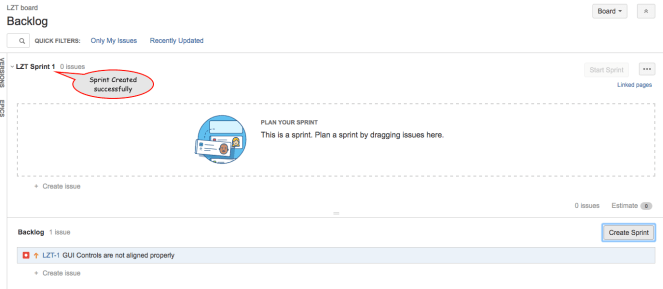 LZT board
Board
Backlog
QUICK FILTERS: Only My Issues Recently Updated
VERSIONS
EPICS
LZT Sprint 1 0 issues
Start Sprint ...
Sprint Created
successfully
Linked pages
PLAN YOUR SPRINT
This is a sprint. Plan a sprint by dragging issues here.
+ Create issue
0 issues Estimate 0
Backlog 1 issue
Create Sprint
LZT-1 GUI Controls are not aligned properly
+ Create issue